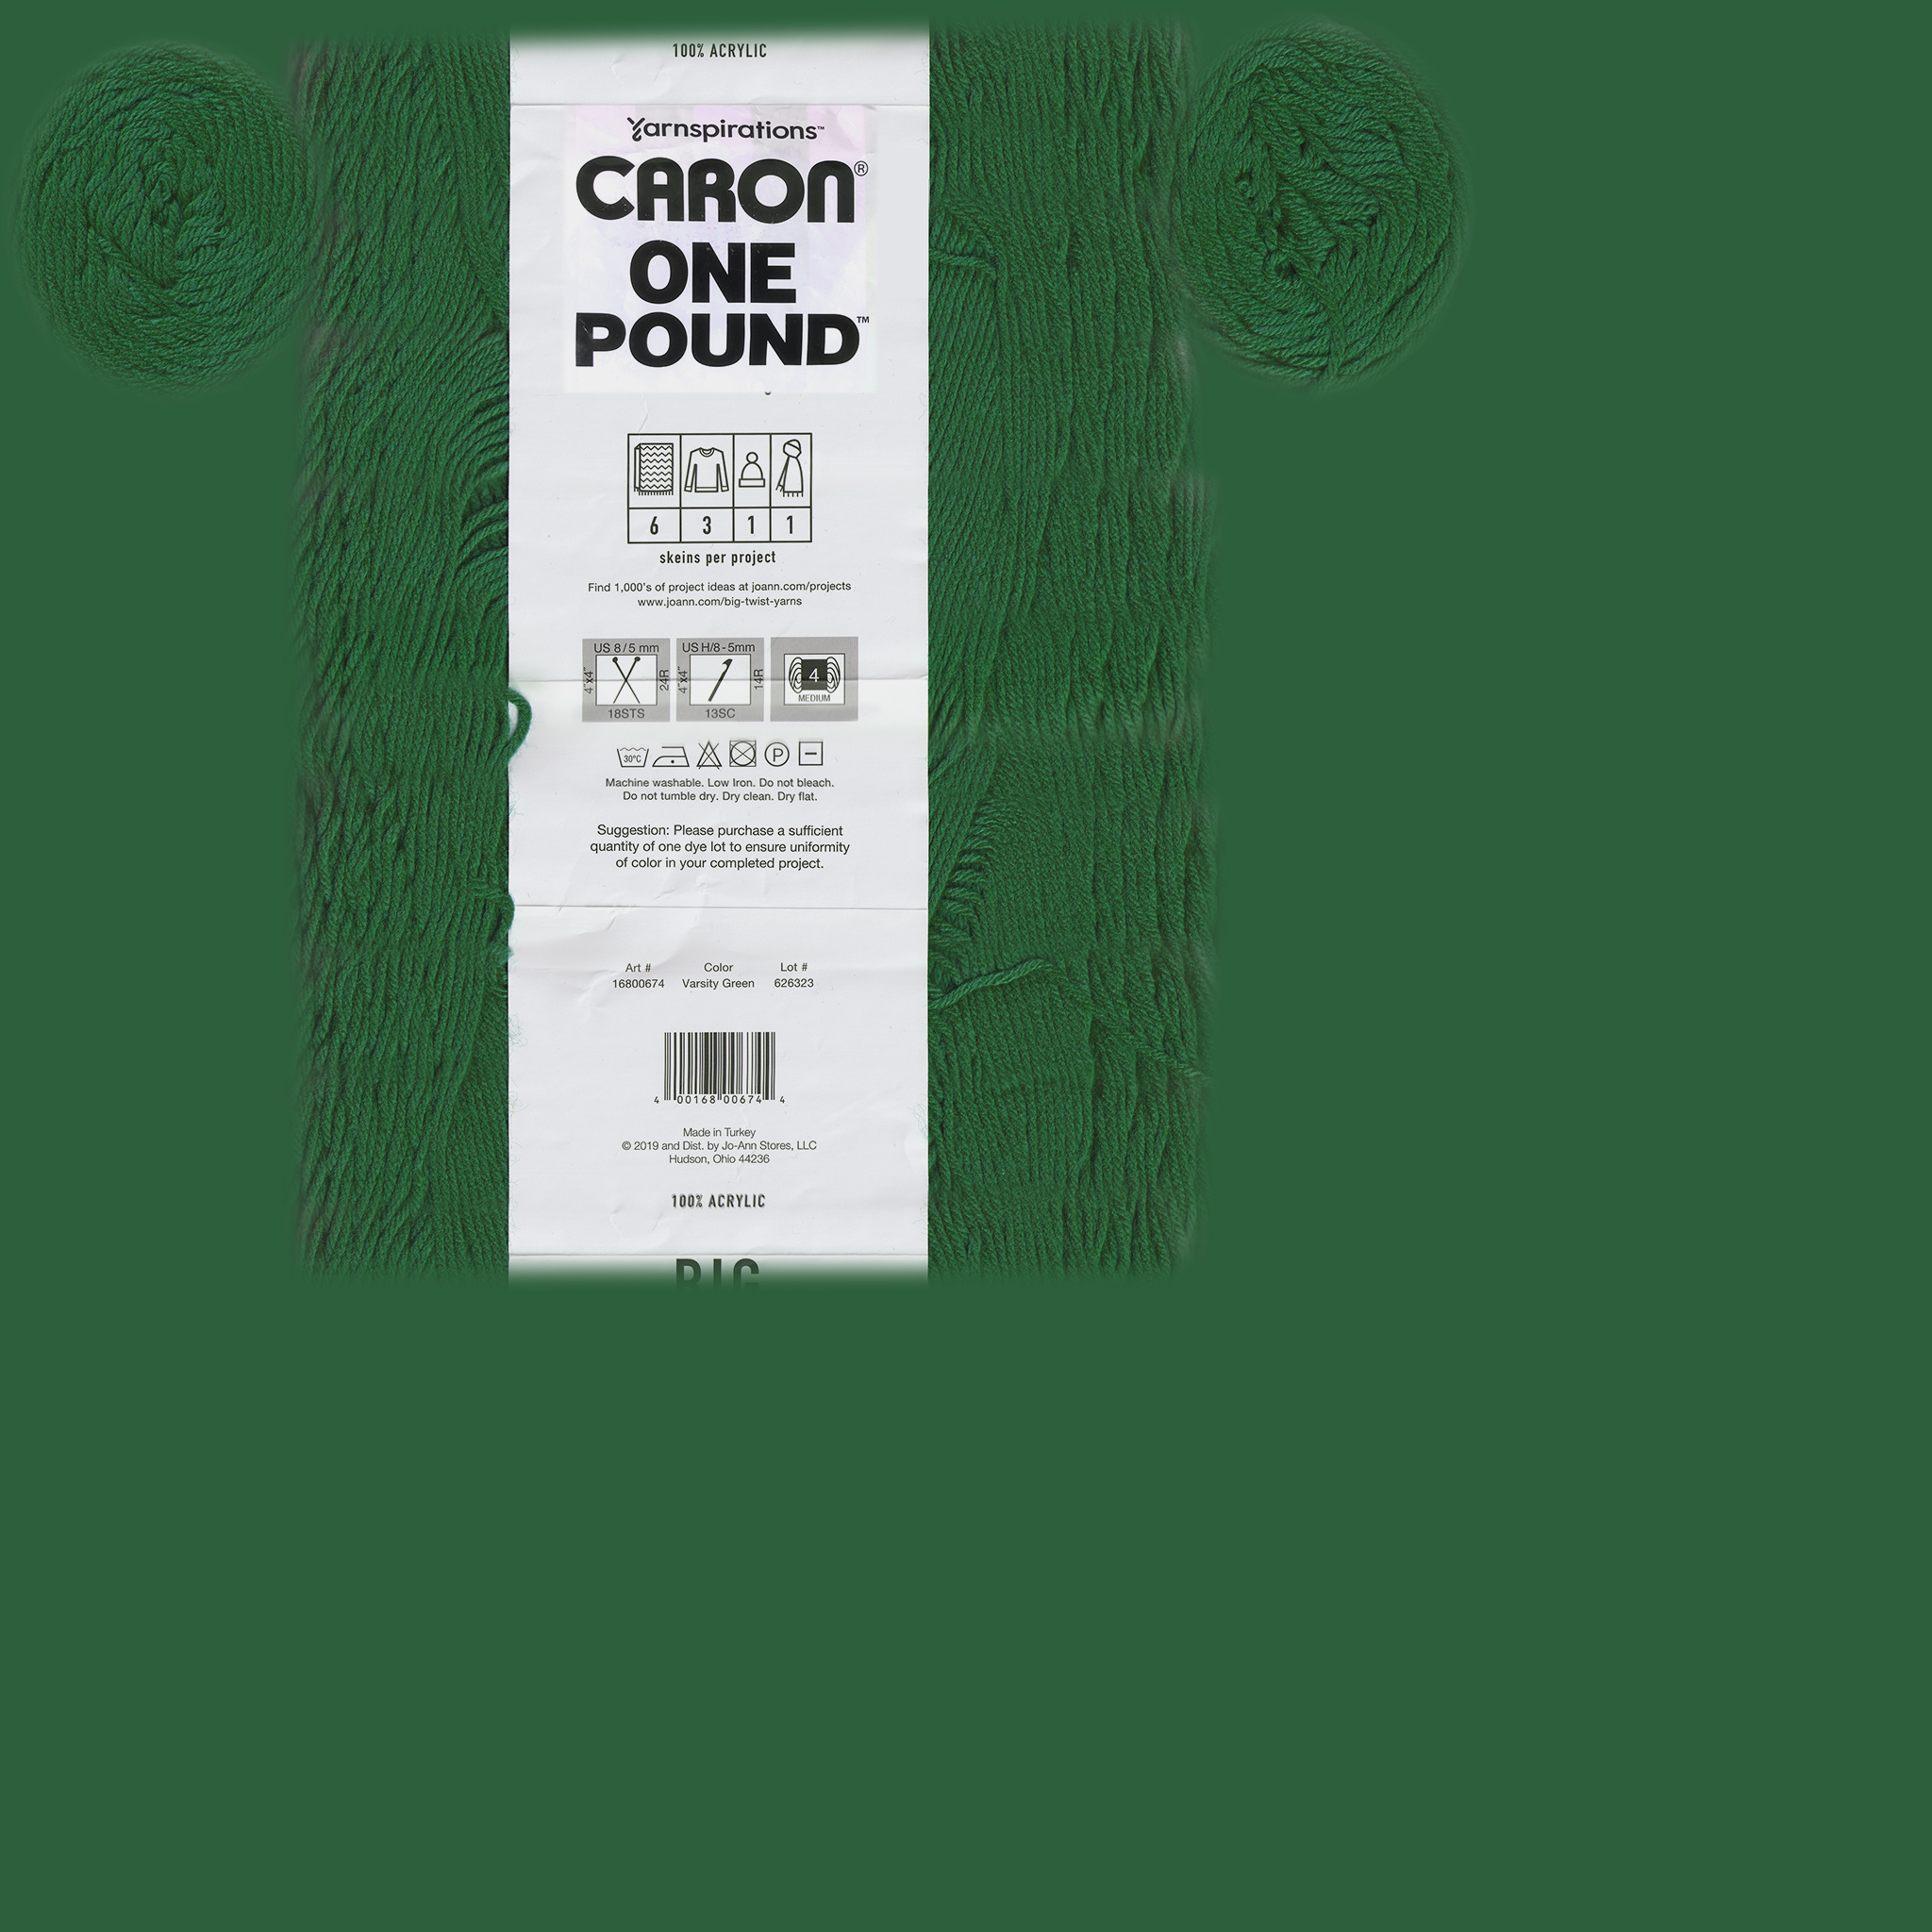 100% ACRYLIC
Yarnspirations™
CARON®
ONE
POUND™
6 3 1 1
skeins per project
Find 1,000's of project ideas at joann.com/projects
www.joann.com/big-twist-yarns
US 8/5 mm
4"x4"
24R
18STS
US H/8-5mm
4"x4"
14R
13SC
4
MEDIUM
30°C
P
Machine washable. Low Iron. Do not bleach.
Do not tumble dry. Dry clean. Dry flat.
Suggestion: Please purchase a sufficient
quantity of one dye lot to ensure uniformity
of color in your completed project.
Art # Color Lot #
16800674 Varsity Green 626323
4 00168 00674 4
Made in Turkey
© 2019 and Dist. by Jo-Ann Stores, LLC
Hudson, Ohio 44236
100% ACRYLIC
BIG